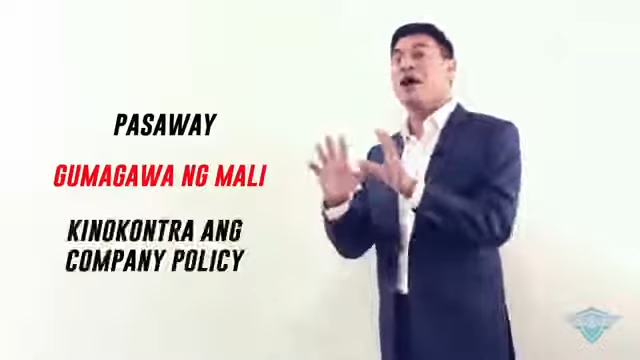 PASAWAY
GUMAGAWA NG MALI
KINOKONTRA ANG
COMPANY POLICY